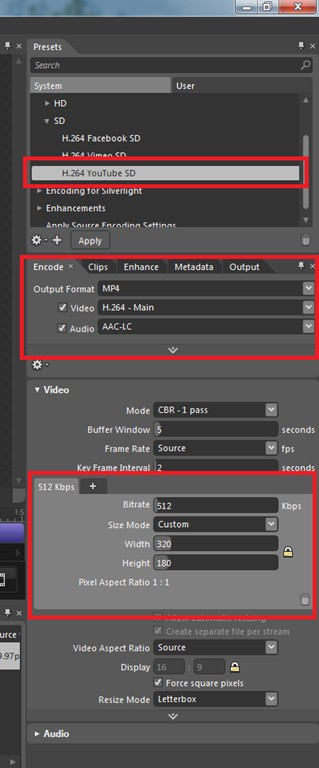 Presets
Search
System User
HD
SD
H.264 Facebook SD
H.264 Vimeo SD
H.264 YouTube SD
Encoding for Silverlight
Enhancements
Apply Source Encoding Settings
Apply
Encode Clips Enhance Metadata Output
Output Format MP4
Video H.264 - Main
Audio AAC-LC
Video
Mode CBR - 1 pass
Buffer Window 5 seconds
Frame Rate Source fps
Key Frame Interval 2 seconds
512 Kbps +
Bitrate 512 Kbps
Size Mode Custom
Width 320
Height 180
Pixel Aspect Ratio 1 : 1
Allow automatic resizing
Create separate file per stream
Video Aspect Ratio Source
Display 16 : 9
Force square pixels
Resize Mode Letterbox
Audio